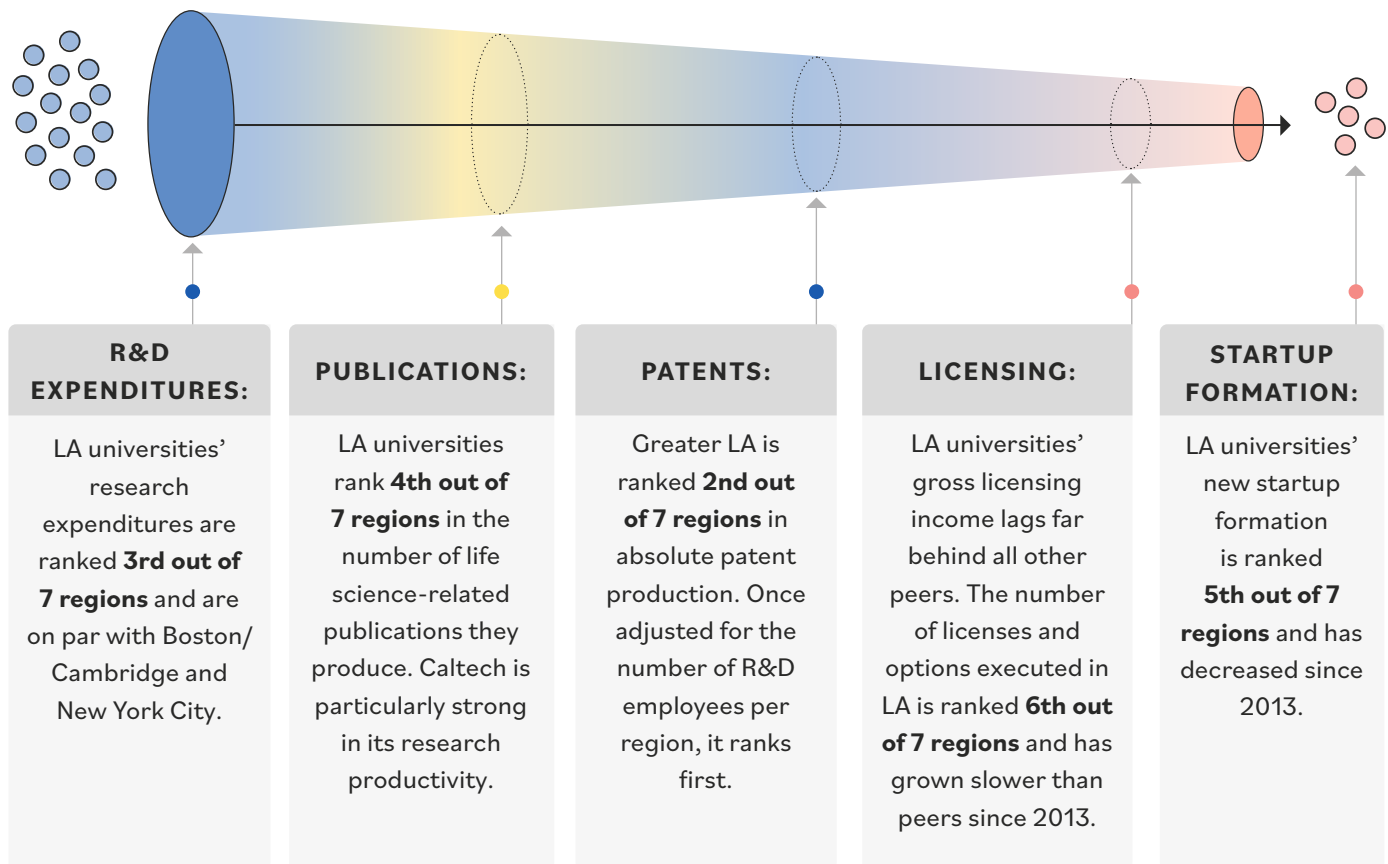 R&D
EXPENDITURES:
LA universities’
research
expenditures are
ranked 3rd out of
7 regions and are
on par with Boston/
Cambridge and
New York City.
PUBLICATIONS:
LA universities
rank 4th out of
7 regions in the
number of life
science-related
publications they
produce. Caltech is
particularly strong
in its research
productivity.
PATENTS:
Greater LA is
ranked 2nd out
of 7 regions in
absolute patent
production. Once
adjusted for the
number of R&D
employees per
region, it ranks
first.
LICENSING:
LA universities’
gross licensing
income lags far
behind all other
peers. The number
of licenses and
options executed in
LA is ranked 6th out
of 7 regions and has
grown slower than
peers since 2013.
STARTUP
FORMATION:
LA universities’
new startup
formation
is ranked
5th out of 7
regions and has
decreased since
2013.